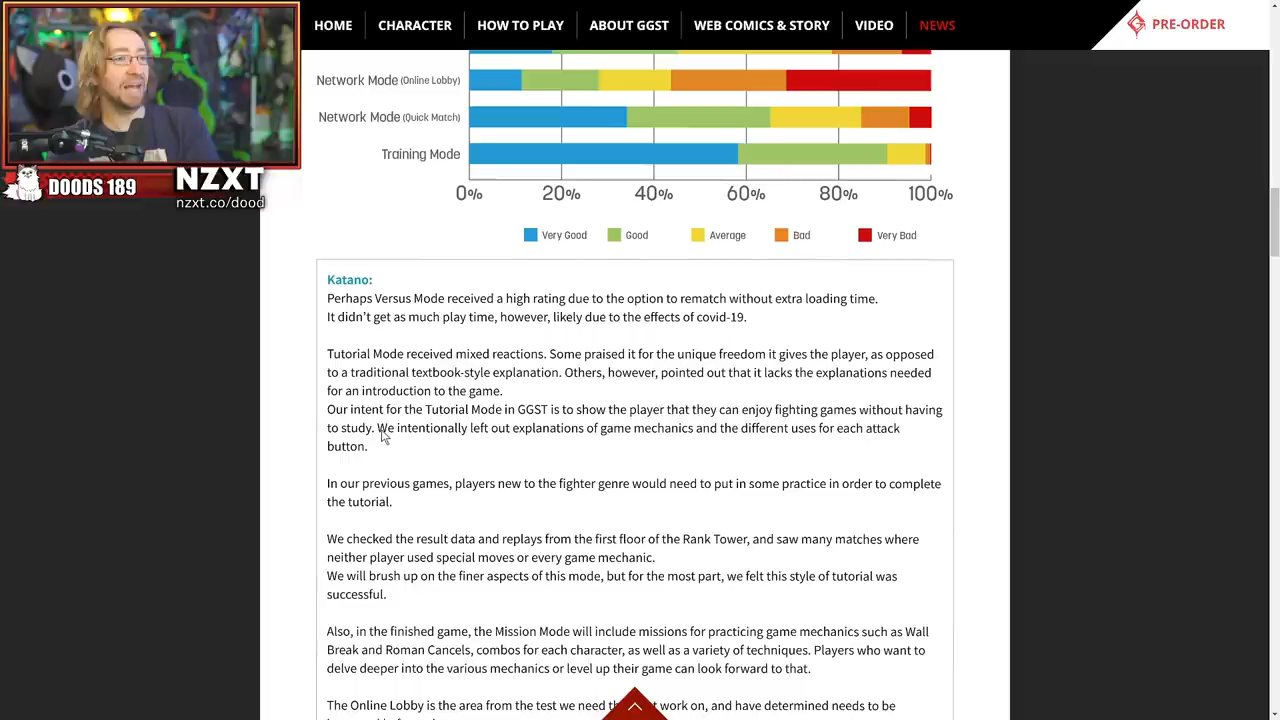 HOME
CHARACTER
HOW TO PLAY
ABOUT GGST
WEB COMICS & STORY
VIDEO
NEWS
PRE-ORDER
Network Mode (Online Lobby)
Network Mode (Quick Match)
Training Mode
0% 20% 40% 60% 80% 100%
Very Good Good Average Bad Very Bad
DOODS 189
NZXT
nzxt.co/dood
Katano:
Perhaps Versus Mode received a high rating due to the option to rematch without extra loading time.
It didn't get as much play time, however, likely due to the effects of covid-19.
Tutorial Mode received mixed reactions. Some praised it for the unique freedom it gives the player, as opposed
to a traditional textbook-style explanation. Others, however, pointed out that it lacks the explanations needed
for an introduction to the game.
Our intent for the Tutorial Mode in GGST is to show the player that they can enjoy fighting games without having
to study. We intentionally left out explanations of game mechanics and the different uses for each attack
button.
In our previous games, players new to the fighter genre would need to put in some practice in order to complete
the tutorial.
We checked the result data and replays from the first floor of the Rank Tower, and saw many matches where
neither player used special moves or every game mechanic.
We will brush up on the finer aspects of this mode, but for the most part, we felt this style of tutorial was
successful.
Also, in the finished game, the Mission Mode will include missions for practicing game mechanics such as Wall
Break and Roman Cancels, combos for each character, as well as a variety of techniques. Players who want to
delve deeper into the various mechanics or level up their game can look forward to that.
The Online Lobby is the area from the test we need work on, and have determined needs to be